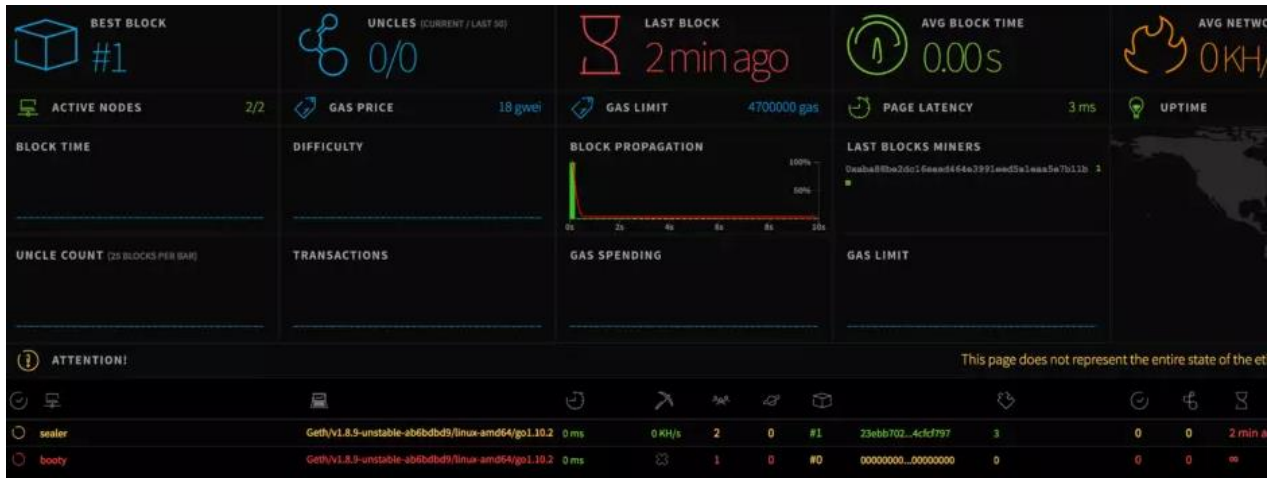 BEST BLOCK
#1
UNCLES (CURRENT / LAST 50)
0/0
LAST BLOCK
2 min ago
AVG BLOCK TIME
0.00 s
AVG NETWO
0 KH/
ACTIVE NODES 2/2
GAS PRICE 18 gwei
GAS LIMIT 4700000 gas
PAGE LATENCY 3 ms
UPTIME
BLOCK TIME
DIFFICULTY
BLOCK PROPAGATION
100%
50%
0s 2s 4s 6s 8s 10s
LAST BLOCKS MINERS
1
UNCLE COUNT (25 BLOCKS PER BAR)
TRANSACTIONS
GAS SPENDING
GAS LIMIT
ATTENTION!
This page does not represent the entire state of the et
sealer Geth/v1.8.9-unstable-ab6bdbd9/linux-amd64/go1.10.2 0 ms 0 KH/s 2 0 #1 23ebb702...4cfcf797 3 0 0 2 min a
booty Geth/v1.8.9-unstable-ab6bdbd9/linux-amd64/go1.10.2 0 ms 1 0 #0 00000000...00000000 0 0 0 ∞